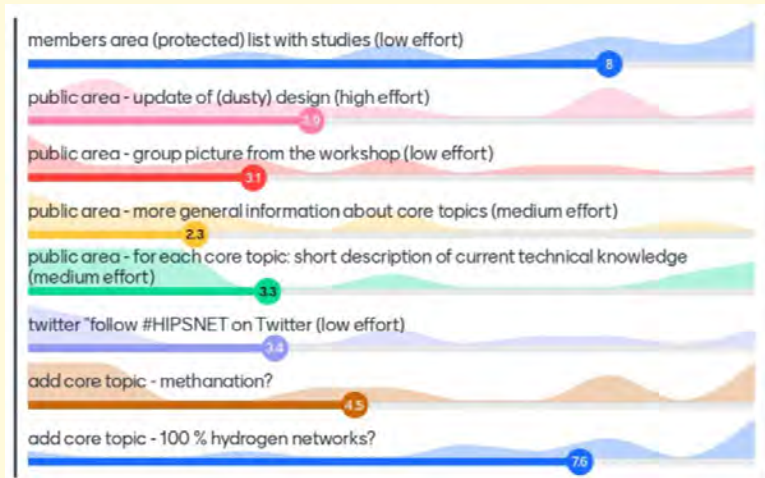 members area (protected) list with studies (low effort)
8
public area - update of (dusty) design (high effort)
3.9
public area - group picture from the workshop (low effort)
3.1
public area - more general information about core topics (medium effort)
2.3
public area - for each core topic: short description of current technical knowledge
(medium effort)
3.3
twitter "follow #HIPSNET on Twitter (low effort)
3.4
add core topic - methanation?
4.5
add core topic - 100 % hydrogen networks?
7.6